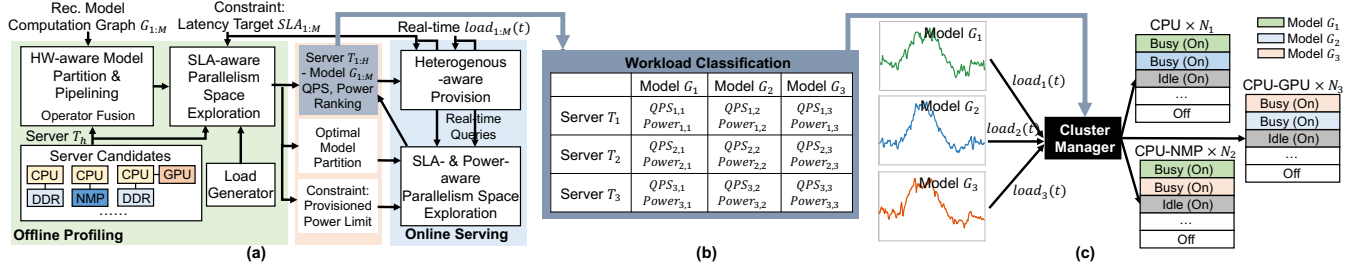 Rec. Model
Computation Graph G1:M
Constraint:
Latency Target SLA1:M
Real-time load1:M(t)
HW-aware Model
Partition &
Pipelining
Operator Fusion
SLA-aware
Parallelism
Space
Exploration
Server T1:H
- Model G1:M
QPS, Power
Ranking
Heterogenous
-aware
Provision
Real-time
Queries
Server Th
Server Candidates
CPU
CPU
CPU
GPU
DDR
NMP
DDR
......
Load
Generator
Optimal
Model
Partition
Constraint:
Provisioned
Power Limit
SLA- & Power-
aware
Parallelism Space
Exploration
Offline Profiling
(a)
Online Serving
Workload Classification
Model G1 Model G2 Model G3
Server T1
QPS1,1 QPS1,2 QPS1,3
Power1,1 Power1,2 Power1,3
Server T2
QPS2,1 QPS2,2 QPS2,3
Power2,1 Power2,2 Power2,3
Server T3
QPS3,1 QPS3,2 QPS3,3
Power3,1 Power3,2 Power3,3
(b)
Model G1
Model G2
Model G3
load1(t)
load2(t)
load3(t)
Cluster
Manager
(c)
CPU × N1
Busy (On)
Busy (On)
Idle (On)
...
Off
CPU-NMP × N2
Busy (On)
Busy (On)
Idle (On)
...
Off
CPU-GPU × N3
Busy (On)
Busy (On)
Idle (On)
...
Off
Model G1
Model G2
Model G3